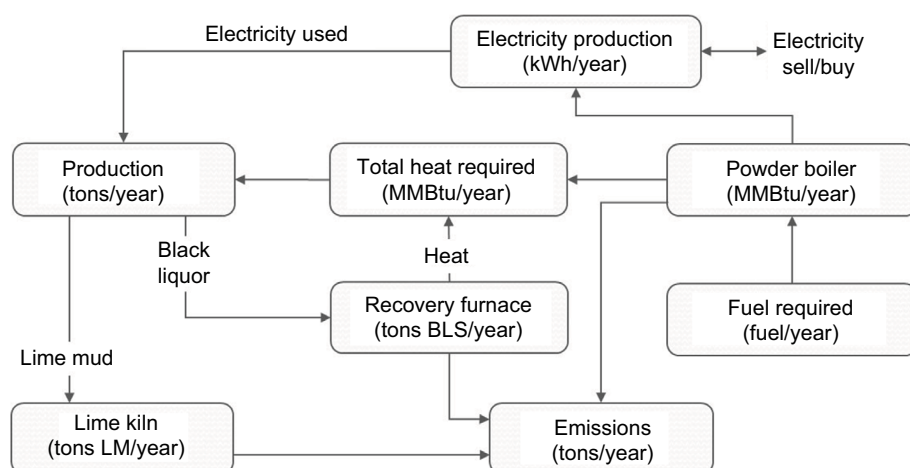 Electricity used
Electricity production
(kWh/year)
Electricity
sell/buy
Production
(tons/year)
Total heat required
(MMBtu/year)
Powder boiler
(MMBtu/year)
Black
liquor
Heat
Recovery furnace
(tons BLS/year)
Fuel required
(fuel/year)
Lime mud
Lime kiln
(tons LM/year)
Emissions
(tons/year)